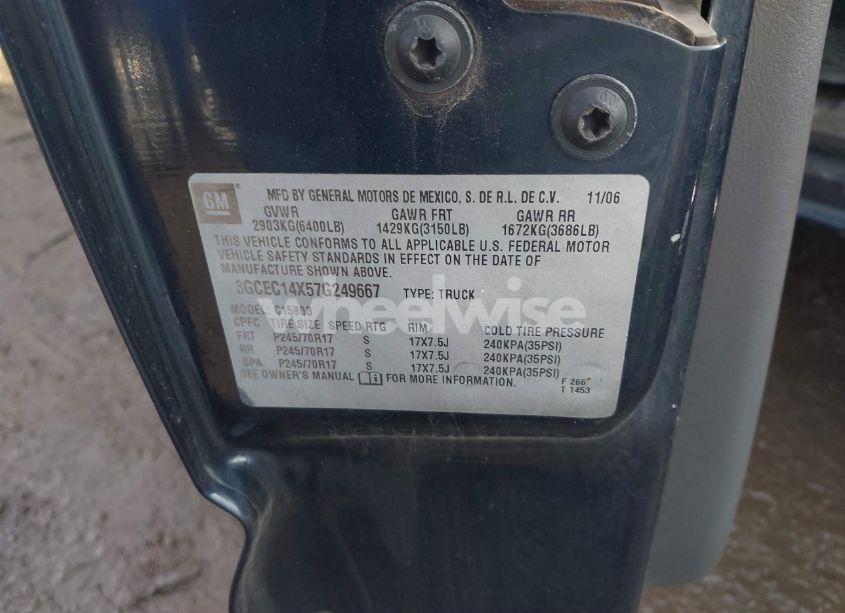 GM
MFD BY GENERAL MOTORS DE MEXICO, S. DE R.L. DE C.V. 11/06
GVWR GAWR FRT GAWR RR
2903KG(6400LB) 1429KG(3150LB) 1672KG(3686LB)
THIS VEHICLE CONFORMS TO ALL APPLICABLE U.S. FEDERAL MOTOR
VEHICLE SAFETY STANDARDS IN EFFECT ON THE DATE OF
MANUFACTURE SHOWN ABOVE.
3GCEC14X57G249667 TYPE: TRUCK
wheelwise
MODEL: C15903
CPFC TIRE SIZE SPEED RTG RIM COLD TIRE PRESSURE
FRT P245/70R17 S 17X7.5J 240KPA(35PSI)
RR P245/70R17 S 17X7.5J 240KPA(35PSI)
SPA P245/70R17 S 17X7.5J 240KPA(35PSI)
SEE OWNER'S MANUAL FOR MORE INFORMATION.
T 1453